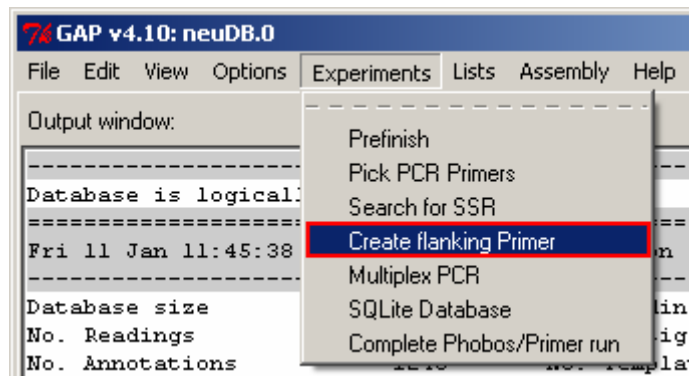 GAP v4.10: neuDB.0
File Edit View Options Experiments Lists Assembly Help
Output window:
Prefinish
Pick PCR Primers
Search for SSR
Create flanking Primer
Multiplex PCR
SQLite Database
Complete Phobos/Primer run
Database is logical
Fri 11 Jan 11:45:38
Database size
No. Readings
No. Annotations